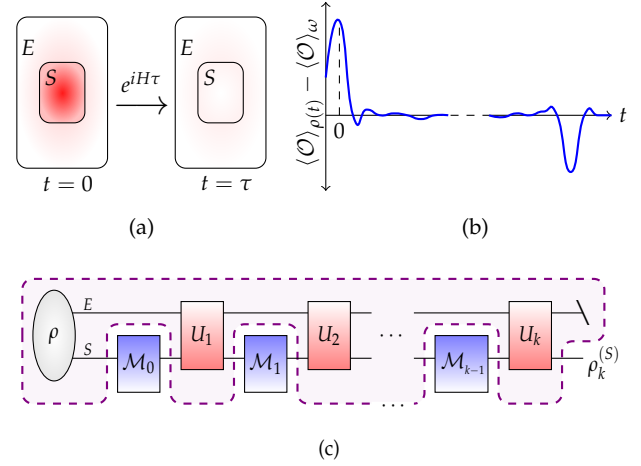 E
S
e^{iHτ}
E
S
t = 0
t = τ
(a)
⟨𝒪⟩_{ρ(t)} − ⟨𝒪⟩_ω
0
t
(b)
ρ
E
S
ℳ_0
U_1
ℳ_1
U_2
···
···
ℳ_{k−1}
U_k
ρ_k^{(S)}
...
(c)